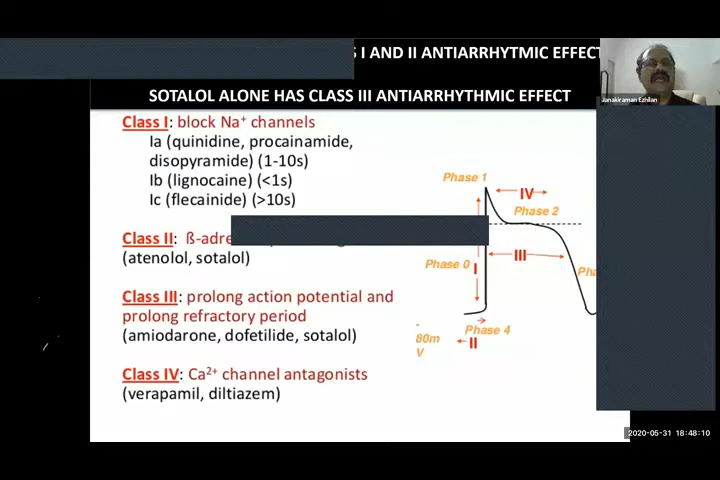 I AND II ANTIARRHYTMIC EFFECT
SOTALOL ALONE HAS CLASS III ANTIARRHYTHMIC EFFECT
Janakiraman Ezhilan
Class I: block Na⁺ channels
Ia (quinidine, procainamide,
disopyramide) (1-10s)
Ib (lignocaine) (<1s)
Ic (flecainide) (>10s)
Class II: ß-adre
(atenolol, sotalol)
Class III: prolong action potential and
prolong refractory period
(amiodarone, dofetilide, sotalol)
Class IV: Ca²⁺ channel antagonists
(verapamil, diltiazem)
Phase 1
IV
Phase 2
III
Phase 0
I
Pha
Phase 4
-
80m
V
II
2020-05-31 18:48:10